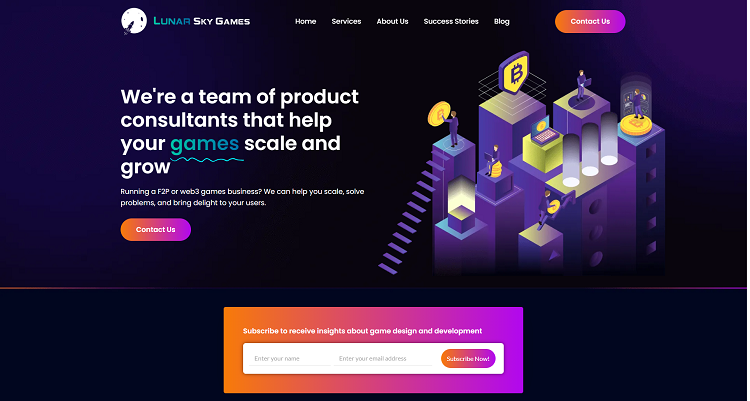 LUNAR SKY GAMES
Home Services About Us Success Stories Blog Contact Us
We're a team of product
consultants that help
your games scale and
grow
Running a F2P or web3 games business? We can help you scale, solve
problems, and bring delight to your users.
Contact Us
Subscribe to receive insights about game design and development
Enter your name Enter your email address Subscribe Now!